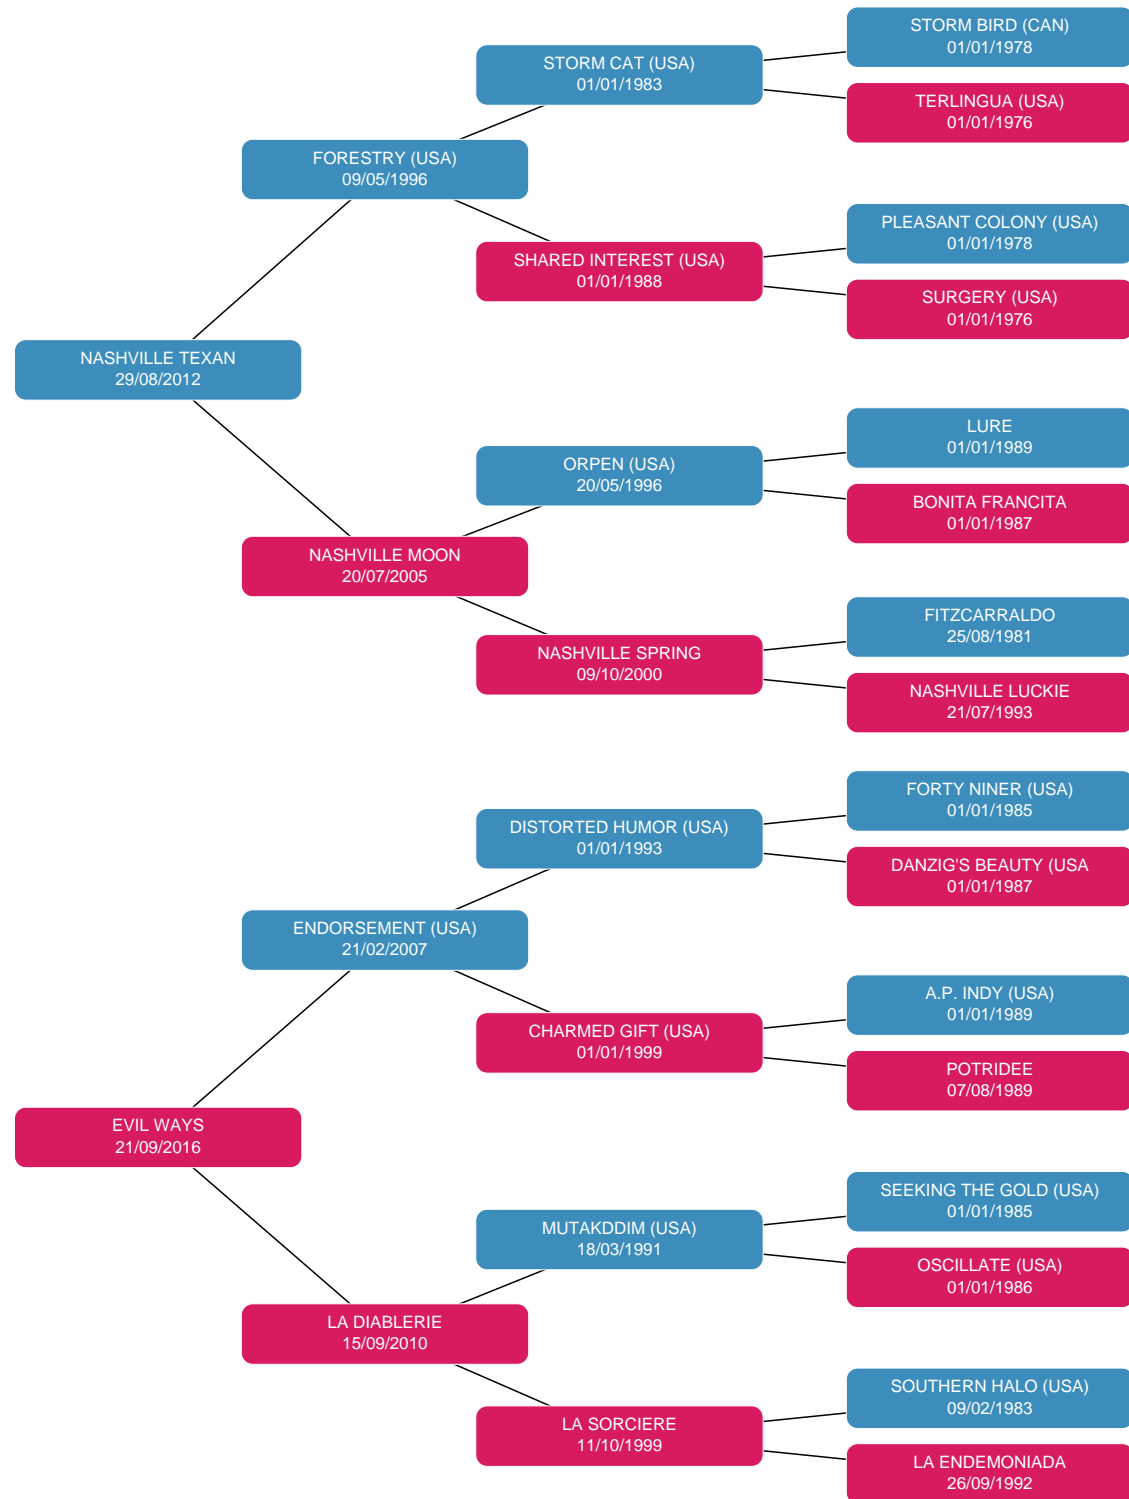 STORM BIRD (CAN)
01/01/1978
STORM CAT (USA)
01/01/1983
TERLINGUA (USA)
01/01/1976
FORESTRY (USA)
09/05/1996
PLEASANT COLONY (USA)
01/01/1978
SHARED INTEREST (USA)
01/01/1988
SURGERY (USA)
01/01/1976
NASHVILLE TEXAN
29/08/2012
LURE
01/01/1989
ORPEN (USA)
20/05/1996
BONITA FRANCITA
01/01/1987
NASHVILLE MOON
20/07/2005
FITZCARRALDO
25/08/1981
NASHVILLE SPRING
09/10/2000
NASHVILLE LUCKIE
21/07/1993
FORTY NINER (USA)
01/01/1985
DISTORTED HUMOR (USA)
01/01/1993
DANZIG'S BEAUTY (USA
01/01/1987
ENDORSEMENT (USA)
21/02/2007
A.P. INDY (USA)
01/01/1989
CHARMED GIFT (USA)
01/01/1999
POTRIDEE
07/08/1989
EVIL WAYS
21/09/2016
SEEKING THE GOLD (USA)
01/01/1985
MUTAKDDIM (USA)
18/03/1991
OSCILLATE (USA)
01/01/1986
LA DIABLERIE
15/09/2010
SOUTHERN HALO (USA)
09/02/1983
LA SORCIERE
11/10/1999
LA ENDEMONIADA
26/09/1992